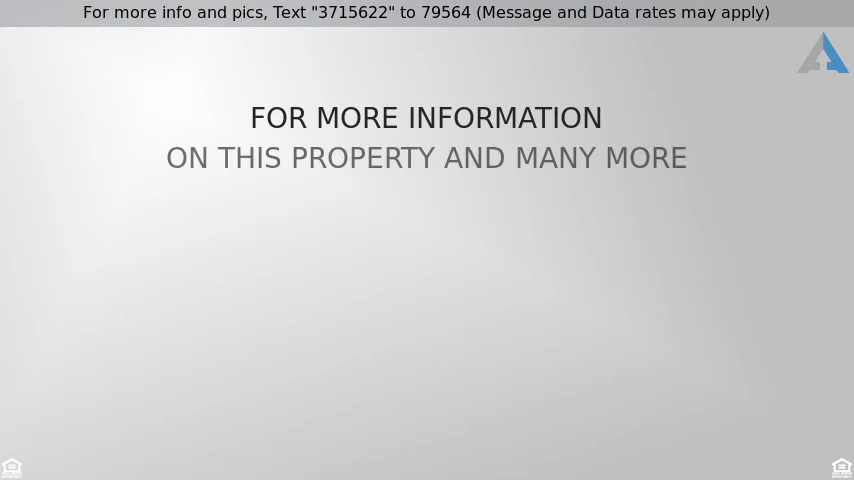 For more info and pics, Text "3715622" to 79564 (Message and Data rates may apply)
FOR MORE INFORMATION
ON THIS PROPERTY AND MANY MORE